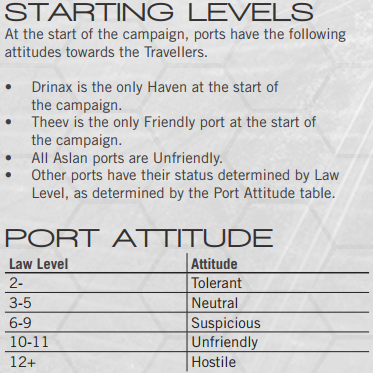 STARTING LEVELS
At the start of the campaign, ports have the following
attitudes towards the Travellers.
• Drinax is the only Haven at the start of
the campaign.
• Theev is the only Friendly port at the start of
the campaign.
• All Aslan ports are Unfriendly.
• Other ports have their status determined by Law
Level, as determined by the Port Attitude table.
PORT ATTITUDE
Law Level Attitude
2- Tolerant
3-5 Neutral
6-9 Suspicious
10-11 Unfriendly
12+ Hostile